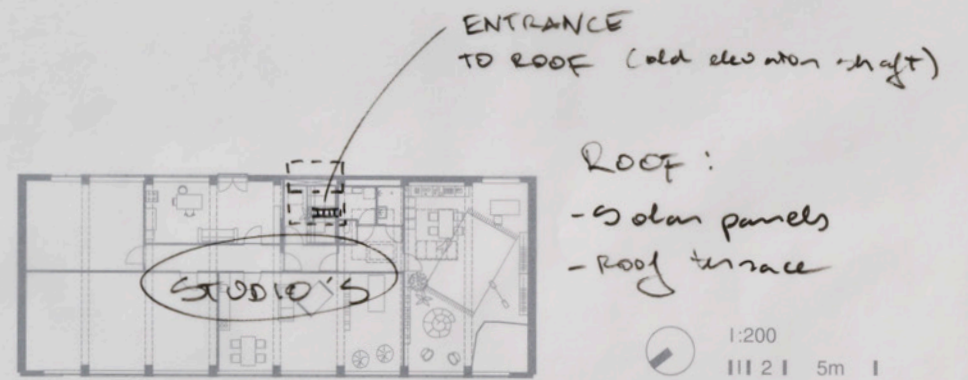 ENTRANCE
TO ROOF (old elevator shaft)
ROOF:
- Solar panels
- Roof terrace
STUDIO'S
1:200
2 5m